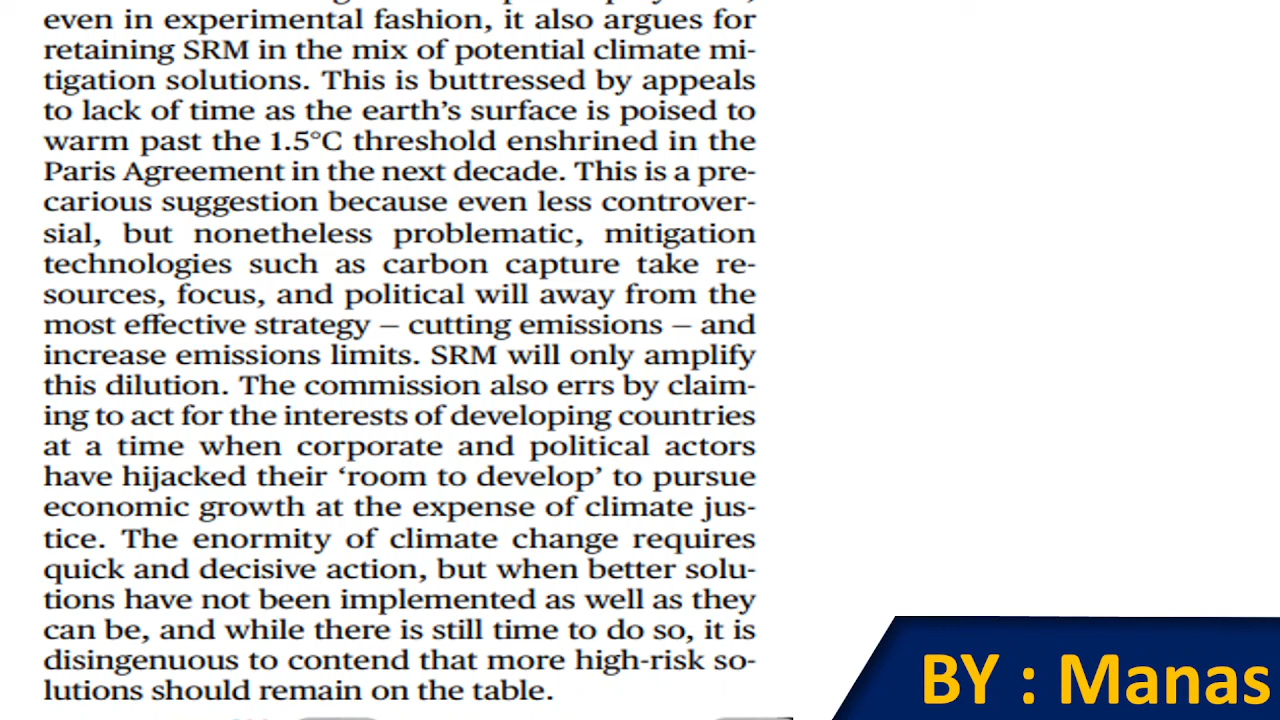 even in experimental fashion, it also argues for
retaining SRM in the mix of potential climate mi-
tigation solutions. This is buttressed by appeals
to lack of time as the earth's surface is poised to
warm past the 1.5°C threshold enshrined in the
Paris Agreement in the next decade. This is a pre-
carious suggestion because even less controver-
sial, but nonetheless problematic, mitigation
technologies such as carbon capture take re-
sources, focus, and political will away from the
most effective strategy – cutting emissions – and
increase emissions limits. SRM will only amplify
this dilution. The commission also errs by claim-
ing to act for the interests of developing countries
at a time when corporate and political actors
have hijacked their ‘room to develop’ to pursue
economic growth at the expense of climate jus-
tice. The enormity of climate change requires
quick and decisive action, but when better solu-
tions have not been implemented as well as they
can be, and while there is still time to do so, it is
disingenuous to contend that more high-risk so-
lutions should remain on the table.
BY : Manas